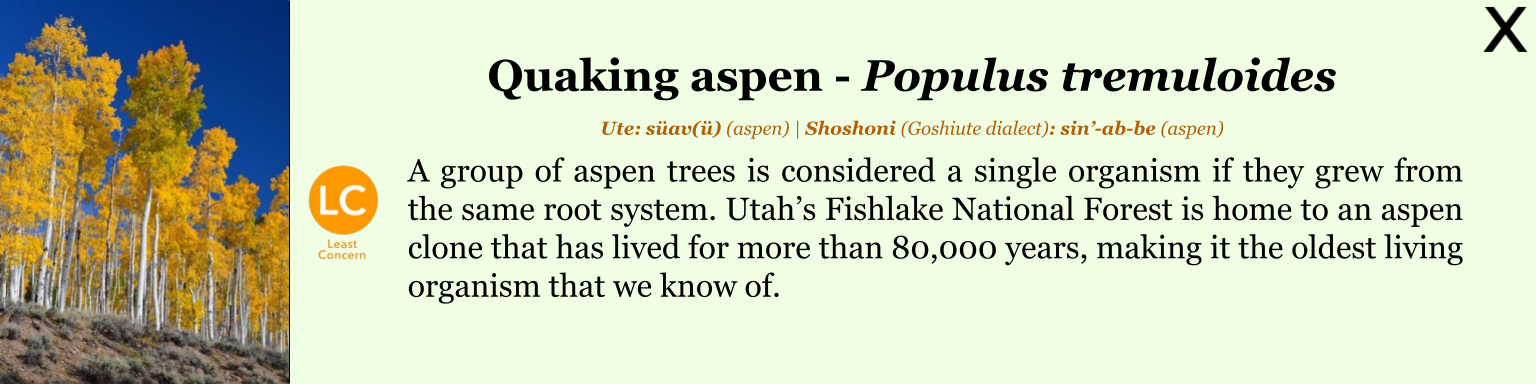 X
Quaking aspen - Populus tremuloides
Ute: süav(ü) (aspen) | Shoshoni (Goshiute dialect): sin’-ab-be (aspen)
A group of aspen trees is considered a single organism if they grew from
the same root system. Utah’s Fishlake National Forest is home to an aspen
clone that has lived for more than 80,000 years, making it the oldest living
organism that we know of.
LC
Least
Concern